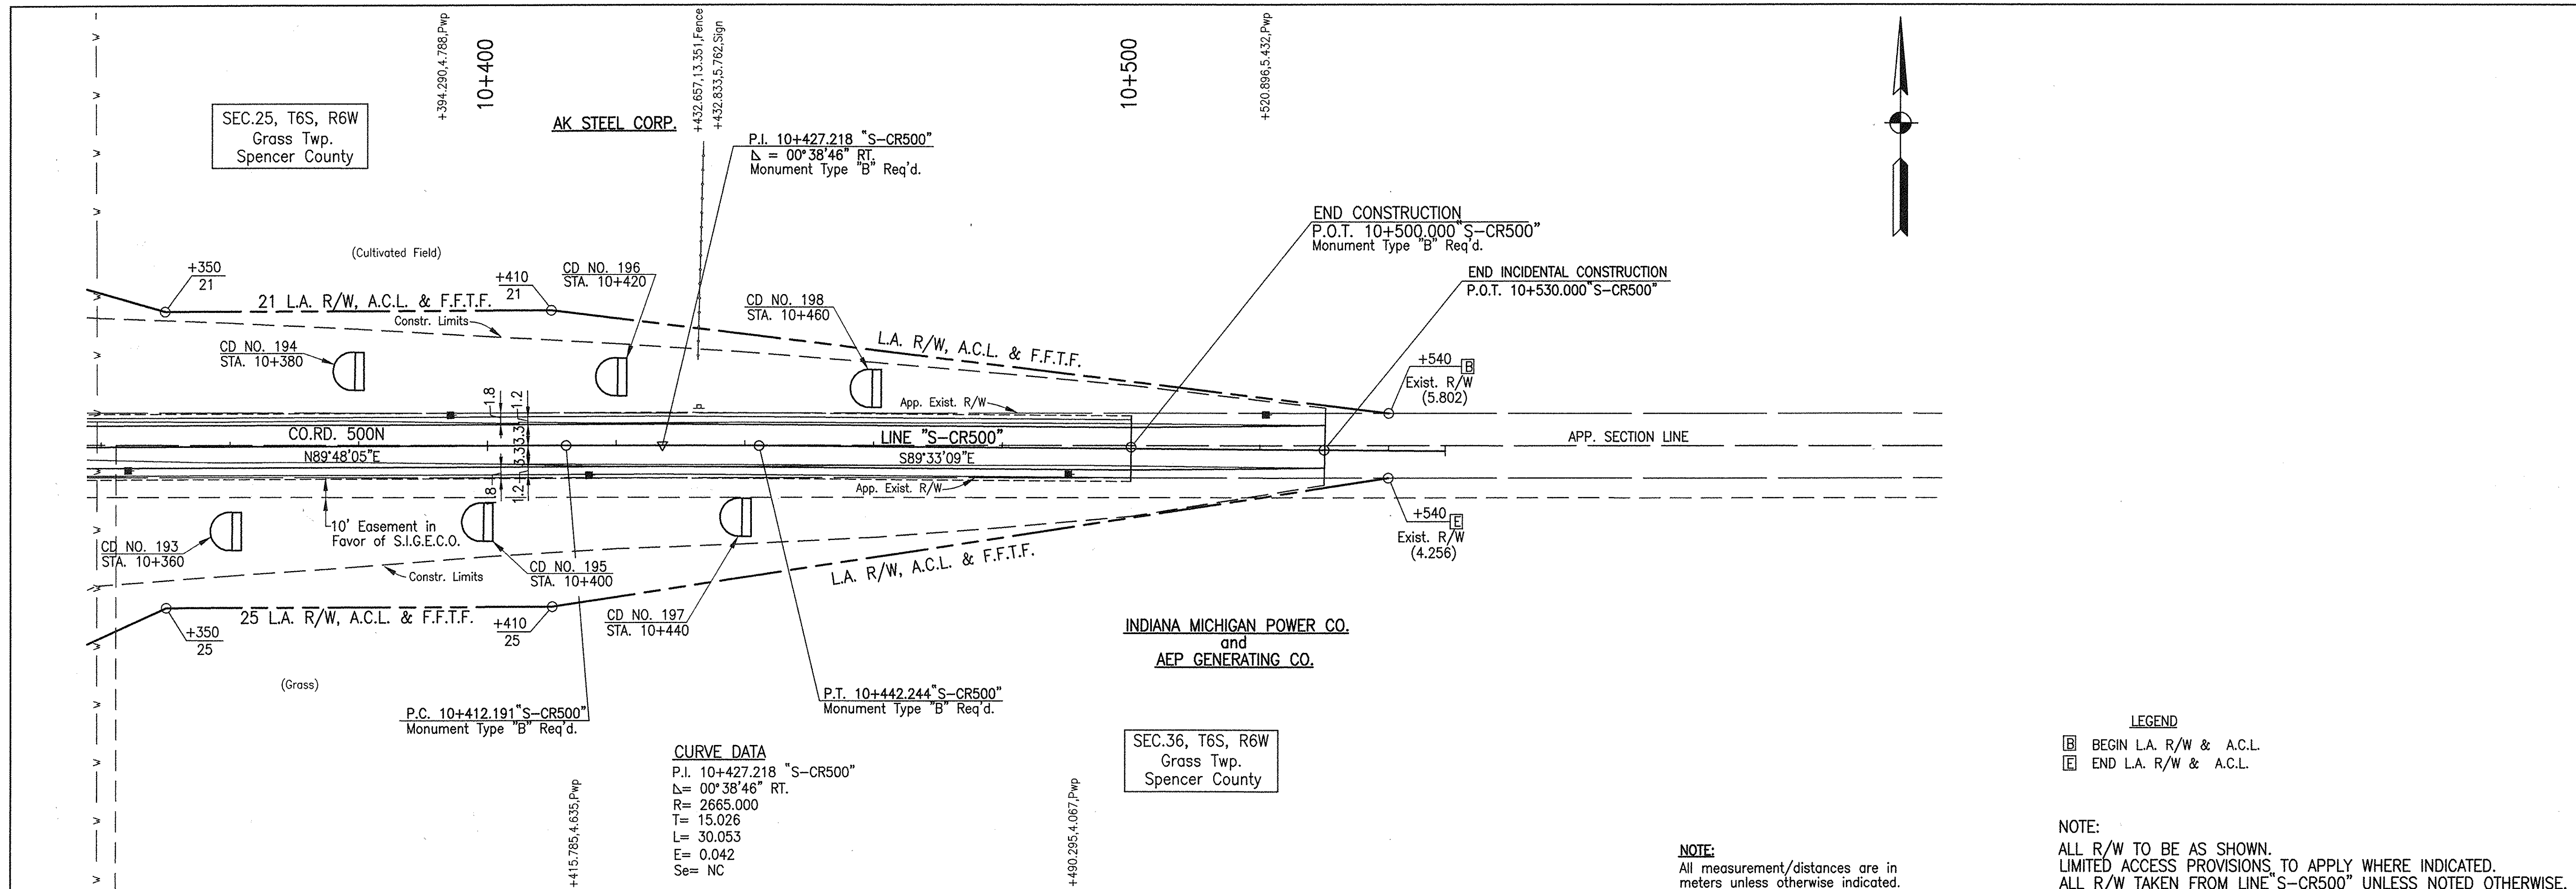 +394.290,4.788,Pwp
10+400
+432.657,13.351,Fence
+432.833,5.762,Sign
10+500
+520.896,5.432,Pwp
SEC.25, T6S, R6W
Grass Twp.
Spencer County
AK STEEL CORP.
P.I. 10+427.218 "S-CR500"
Δ = 00°38'46" RT.
Monument Type "B" Req'd.
END CONSTRUCTION
P.O.T. 10+500.000 "S-CR500"
Monument Type "B" Req'd.
END INCIDENTAL CONSTRUCTION
P.O.T. 10+530.000 "S-CR500"
(Cultivated Field)
+350
21
21 L.A. R/W, A.C.L. & F.F.T.F.
+410
21
CD NO. 196
STA. 10+420
CD NO. 198
STA. 10+460
Constr. Limits
CD NO. 194
STA. 10+380
L.A. R/W, A.C.L. & F.F.T.F.
+540 B
Exist. R/W
(5.802)
1.8
1.2
App. Exist. R/W
CO.RD. 500N
3.3
LINE "S-CR500"
APP. SECTION LINE
N89°48'05"E
3.3
S89°33'09"E
1.8
1.2
App. Exist. R/W
10' Easement in
Favor of S.I.G.E.C.O.
+540 E
Exist. R/W
(4.256)
CD NO. 193
STA. 10+360
CD NO. 195
STA. 10+400
Constr. Limits
L.A. R/W, A.C.L. & F.F.T.F.
+350
25
25 L.A. R/W, A.C.L. & F.F.T.F.
+410
25
CD NO. 197
STA. 10+440
INDIANA MICHIGAN POWER CO.
and
AEP GENERATING CO.
(Grass)
P.C. 10+412.191 "S-CR500"
Monument Type "B" Req'd.
P.T. 10+442.244 "S-CR500"
Monument Type "B" Req'd.
CURVE DATA
P.I. 10+427.218 "S-CR500"
Δ= 00°38'46" RT.
R= 2665.000
T= 15.026
L= 30.053
E= 0.042
Se= NC
+415.785,4.635,Pwp
+490.295,4.067,Pwp
SEC.36, T6S, R6W
Grass Twp.
Spencer County
LEGEND
B BEGIN L.A. R/W & A.C.L.
E END L.A. R/W & A.C.L.
NOTE:
All measurement/distances are in
meters unless otherwise indicated.
NOTE:
ALL R/W TO BE AS SHOWN.
LIMITED ACCESS PROVISIONS TO APPLY WHERE INDICATED.
ALL R/W TAKEN FROM LINE "S-CR500" UNLESS NOTED OTHERWISE.